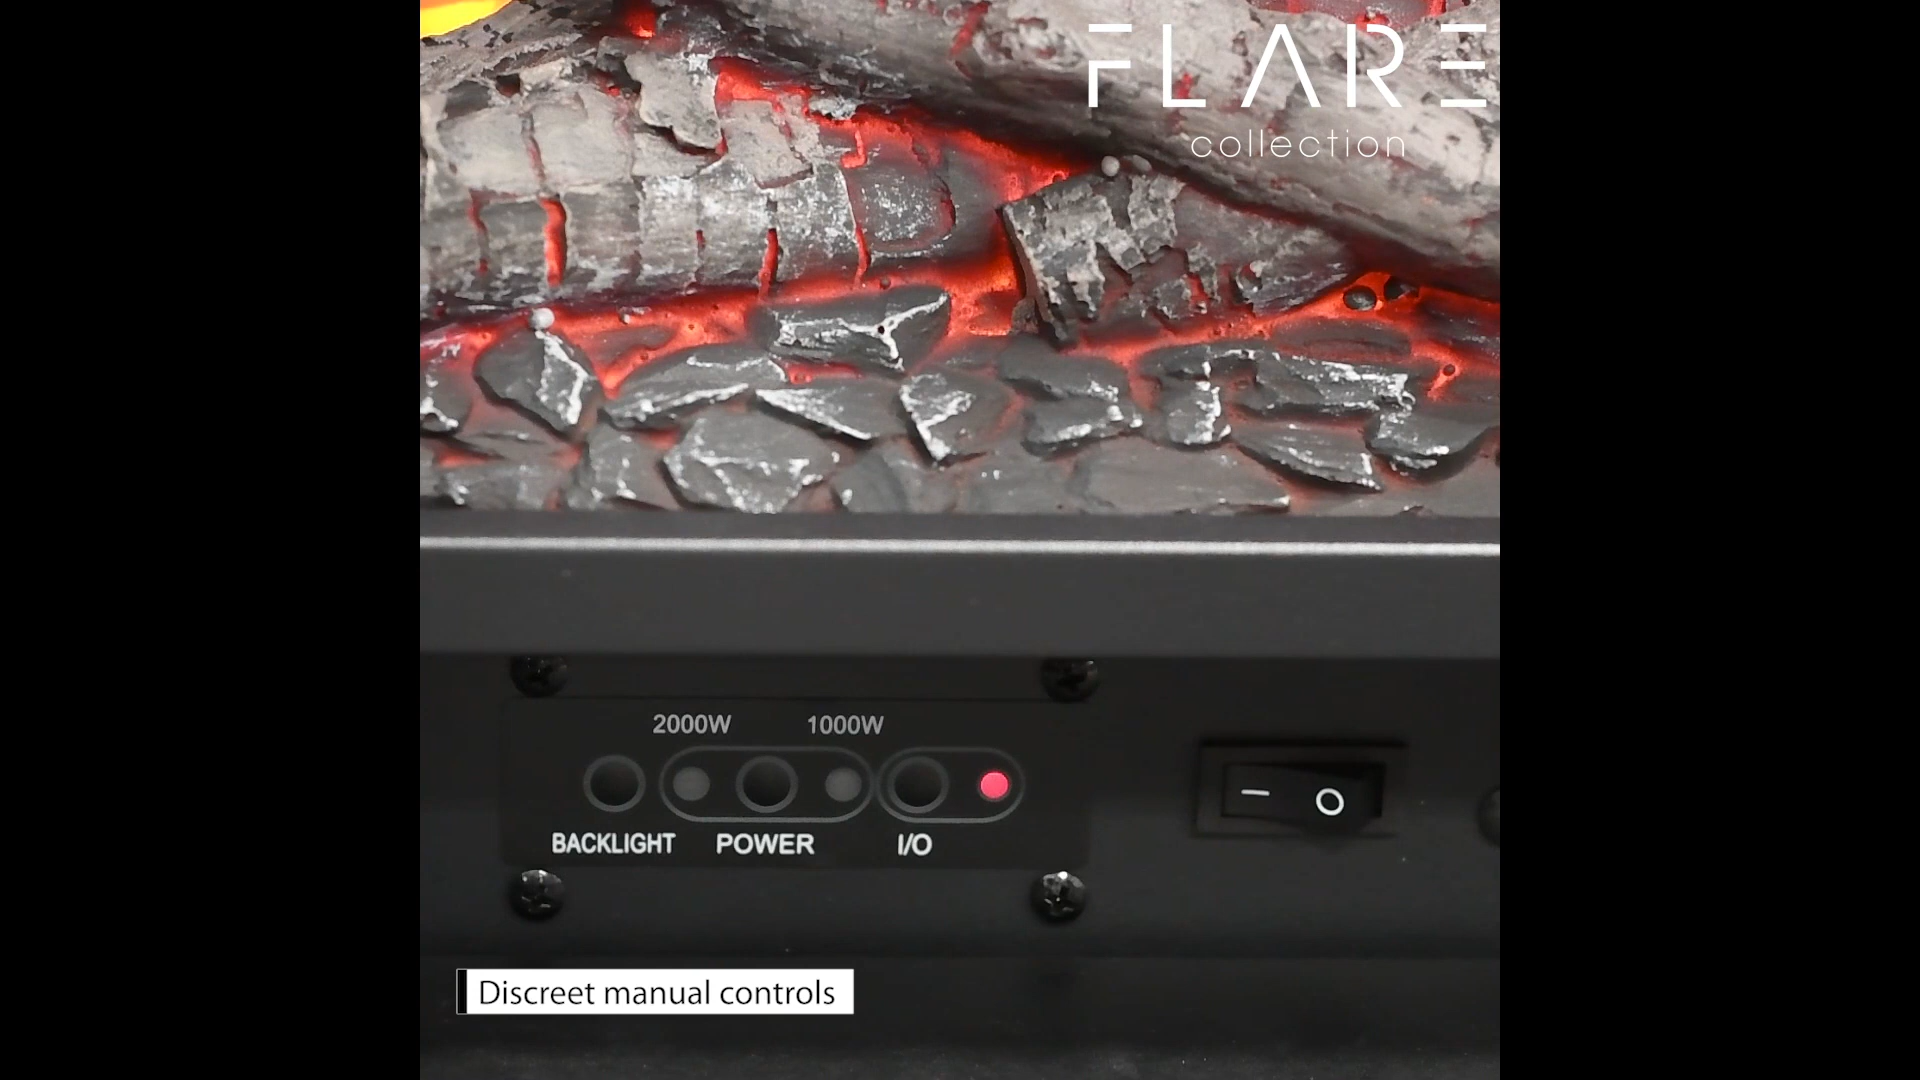 FLARE
collection
2000W 1000W
BACKLIGHT POWER I/O
Discreet manual controls